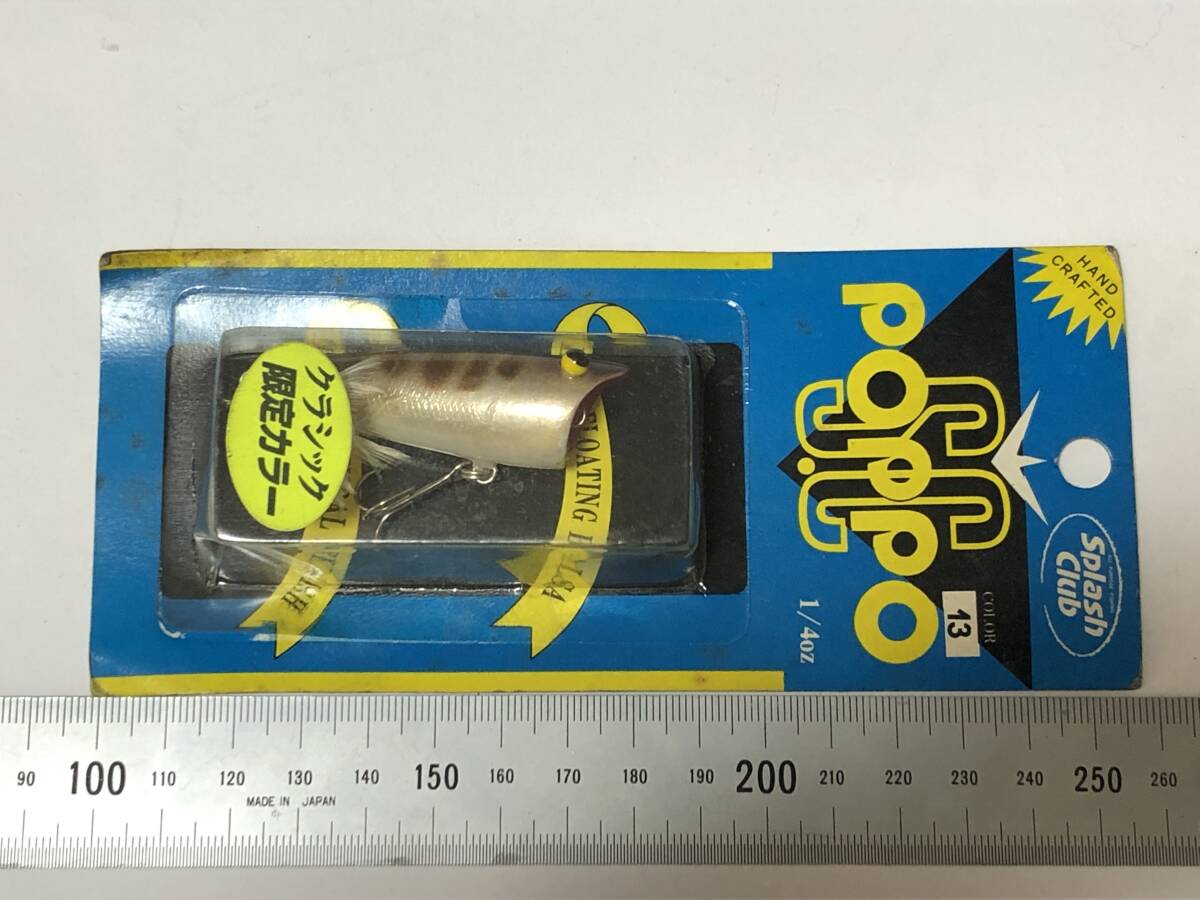 HAND
CRAFTED
S.S.
popdop
Splash
Club
COLOR
13
1/4oz
クラシック
限定カラー
FLOATING
90 100 110 120 130 140 150 160 170 180 190 200 210 220 230 240 250 260
MADE IN JAPAN